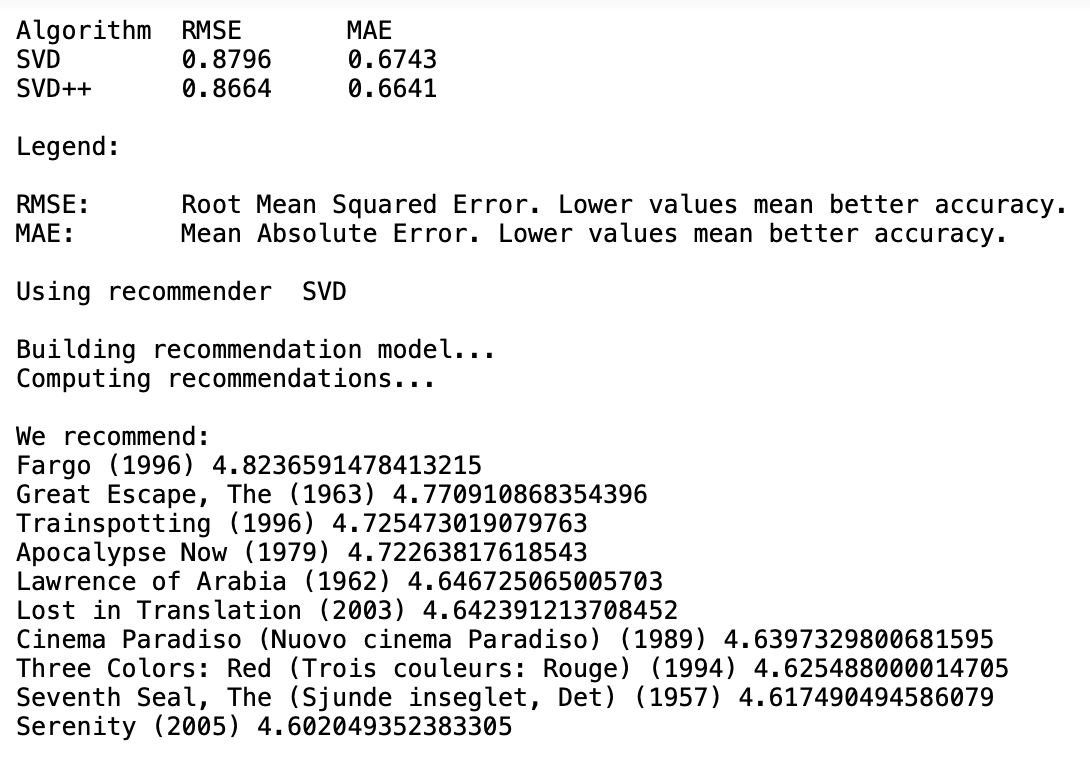 Algorithm RMSE MAE
SVD 0.8796 0.6743
SVD++ 0.8664 0.6641
Legend:
RMSE: Root Mean Squared Error. Lower values mean better accuracy.
MAE: Mean Absolute Error. Lower values mean better accuracy.
Using recommender SVD
Building recommendation model...
Computing recommendations...
We recommend:
Fargo (1996) 4.8236591478413215
Great Escape, The (1963) 4.770910868354396
Trainspotting (1996) 4.725473019079763
Apocalypse Now (1979) 4.72263817618543
Lawrence of Arabia (1962) 4.646725065005703
Lost in Translation (2003) 4.642391213708452
Cinema Paradiso (Nuovo cinema Paradiso) (1989) 4.6397329800681595
Three Colors: Red (Trois couleurs: Rouge) (1994) 4.625488000014705
Seventh Seal, The (Sjunde inseglet, Det) (1957) 4.617490494586079
Serenity (2005) 4.602049352383305